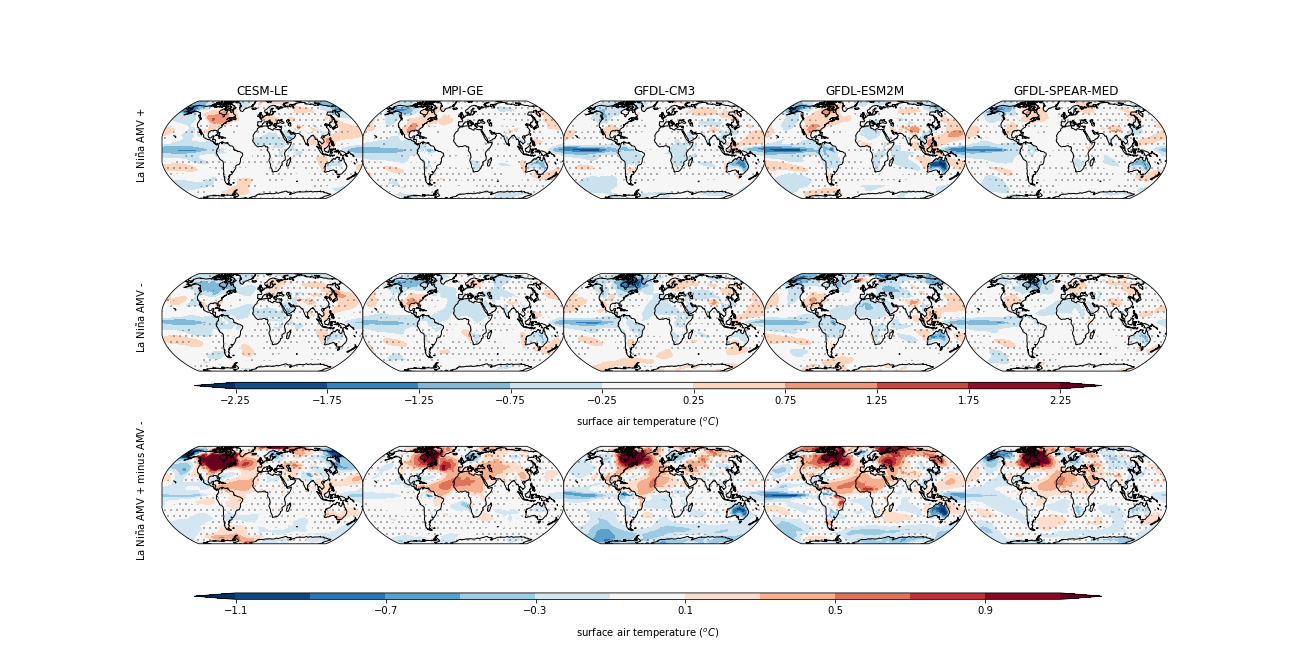 CESM-LE MPI-GE GFDL-CM3 GFDL-ESM2M GFDL-SPEAR-MED
La Niña AMV +
La Niña AMV -
−2.25 −1.75 −1.25 −0.75 −0.25 0.25 0.75 1.25 1.75 2.25
surface air temperature (°C)
La Niña AMV + minus AMV -
−1.1 −0.7 −0.3 0.1 0.5 0.9
surface air temperature (°C)